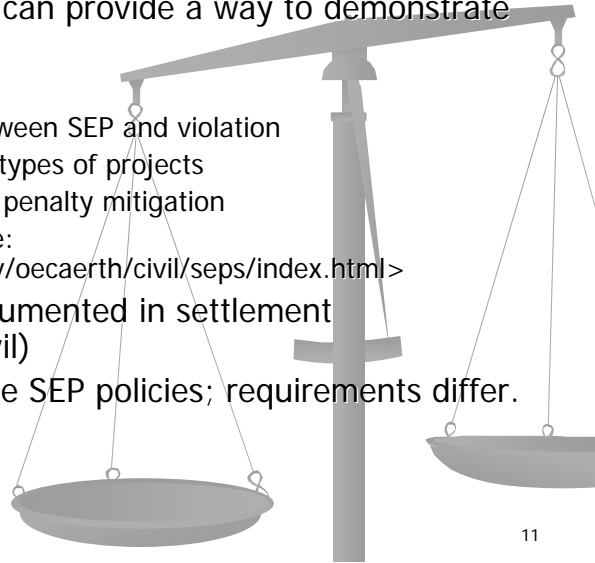 can provide a way to demonstrate
ween SEP and violation
types of projects
penalty mitigation
e:
v/oecaerth/civil/seps/index.html>
umented in settlement
vil)
e SEP policies; requirements differ.
11